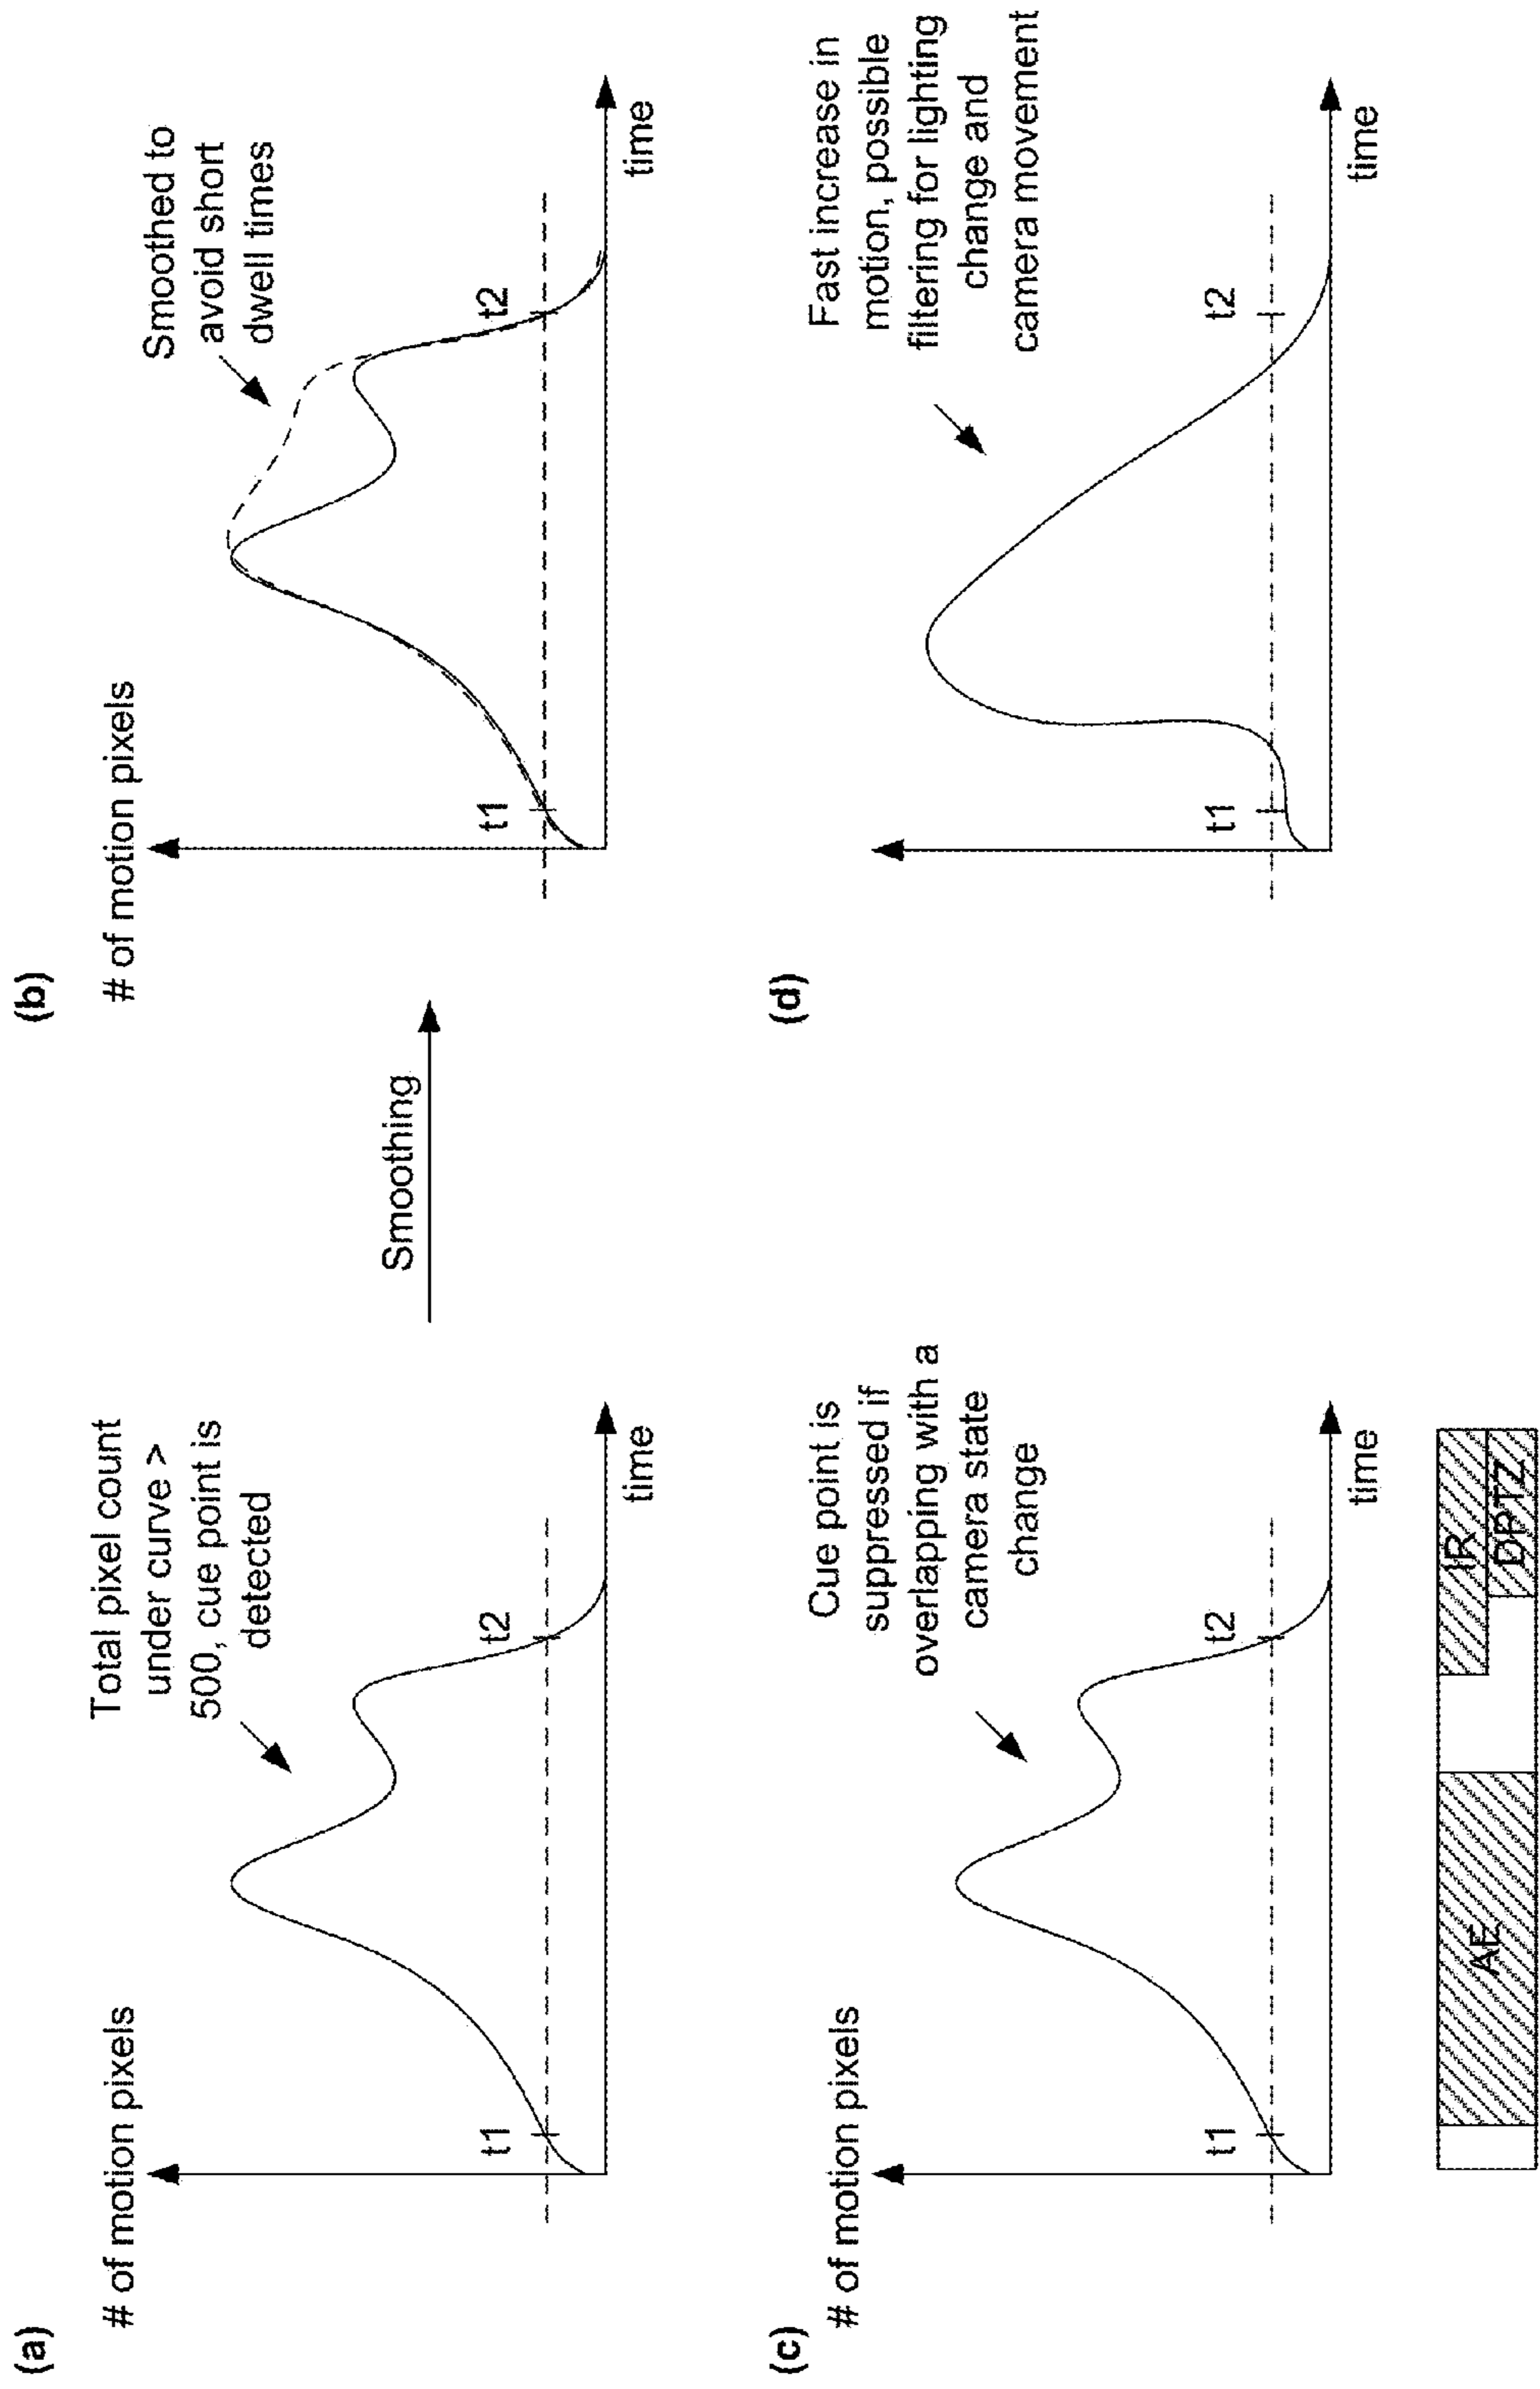 (a)
# of motion pixels
Total pixel count
under curve >
500, cue point is
detected
t1
t2
time
Smoothing
(b)
# of motion pixels
Smoothed to
avoid short
dwell times
t1
t2
time
(c)
# of motion pixels
Cue point is
suppressed if
overlapping with a
camera state
change
t1
t2
time
AE
IR
DPTZ
(d)
Fast increase in
motion, possible
filtering for lighting
change and
camera movement
t1
t2
time